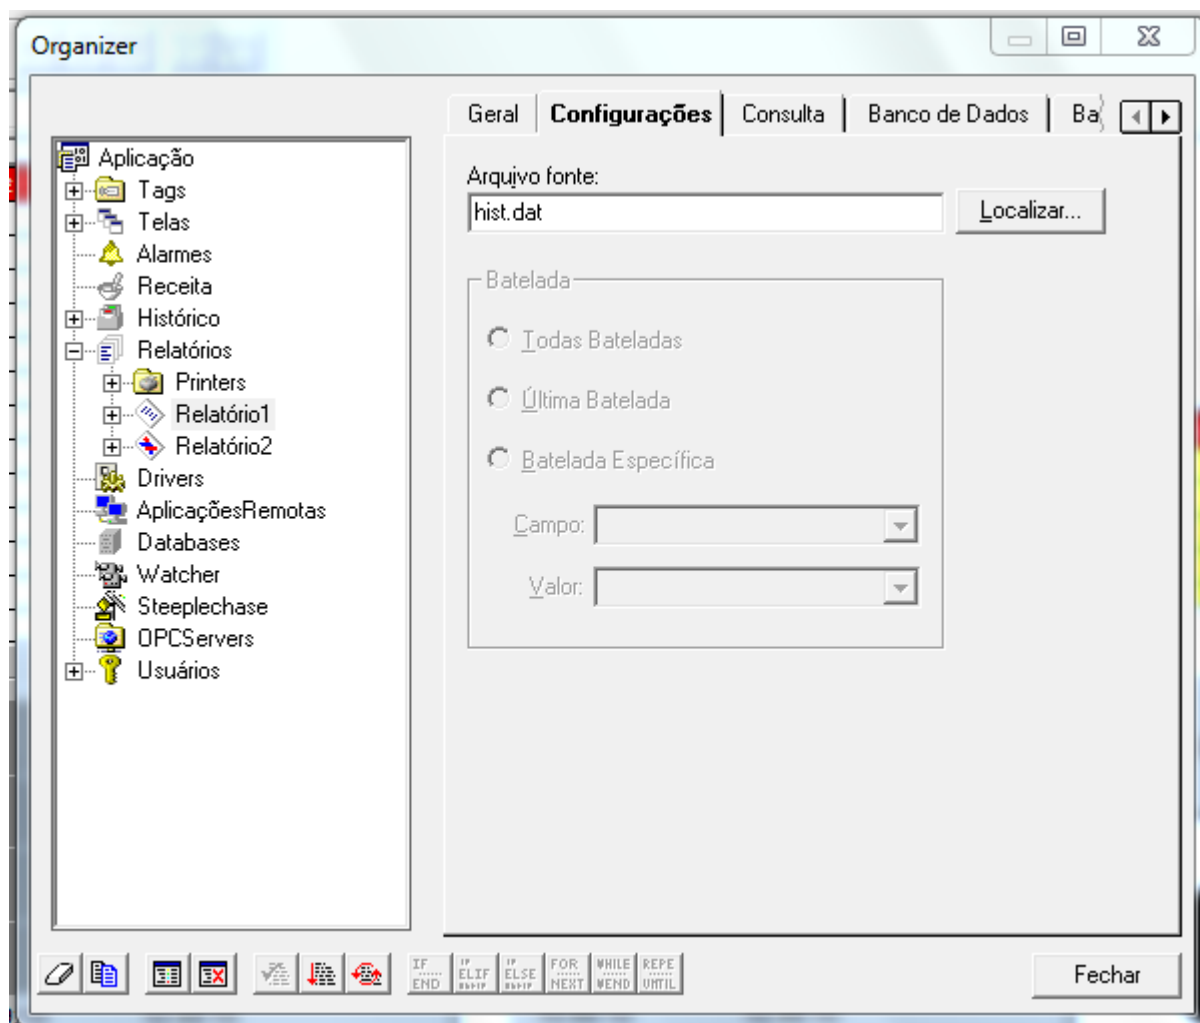 Organizer
Geral Configurações Consulta Banco de Dados Ba
Aplicação
Tags
Telas
Alarmes
Receita
Histórico
Relatórios
Printers
Relatório1
Relatório2
Drivers
AplicaçõesRemotas
Databases
Watcher
Steeplechase
OPCServers
Usuários
Arquivo fonte:
hist.dat Localizar...
Batelada
Todas Bateladas
Última Batelada
Batelada Específica
Campo:
Valor:
IF IF IF FOR WHILE REPE
END ELIF ELSE NEXT WEND UNTIL
Fechar